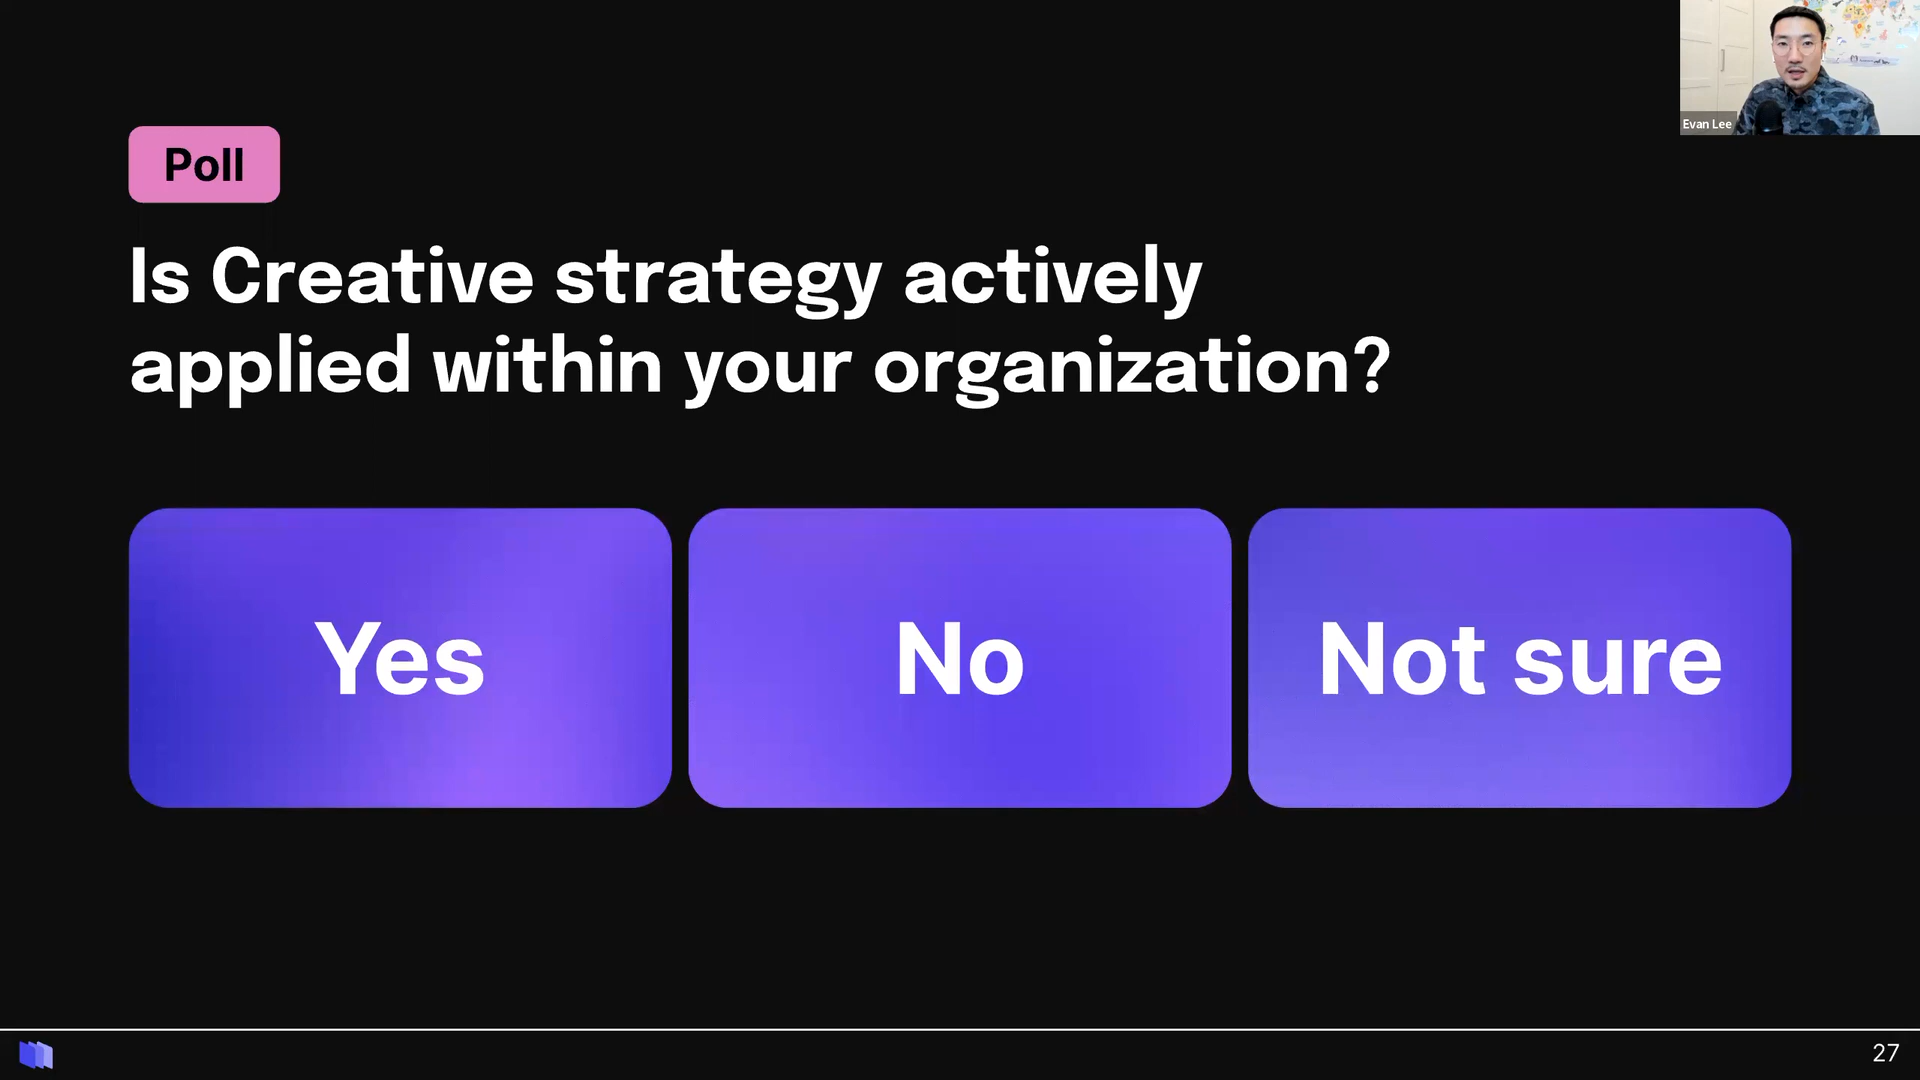 Evan Lee
Poll
Is Creative strategy actively
applied within your organization?
Yes
No
Not sure
27